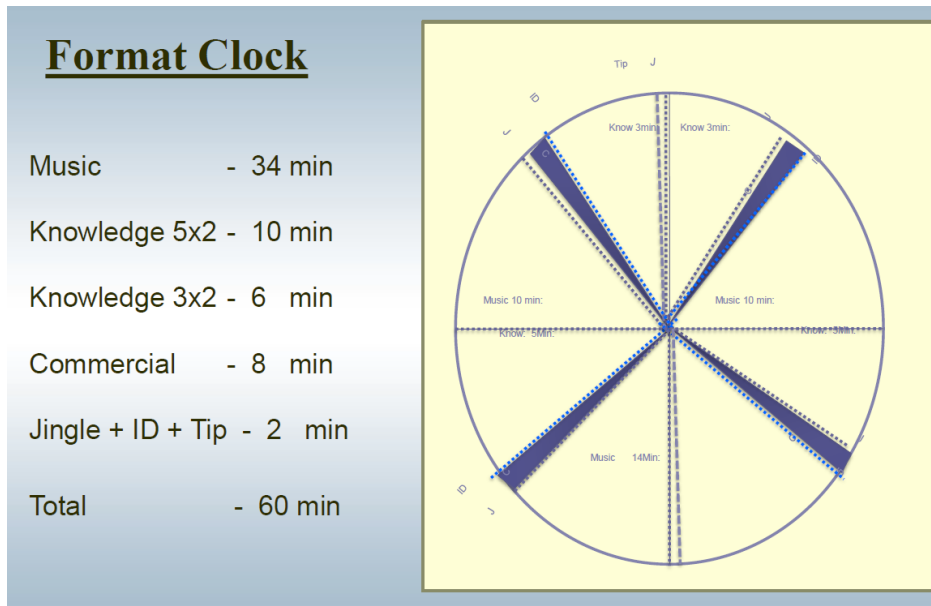 Format Clock
Music - 34 min
Knowledge 5x2 - 10 min
Knowledge 3x2 - 6 min
Commercial - 8 min
Jingle + ID + Tip - 2 min
Total - 60 min
Tip J
ID
J
C
Know 3min:
Know 3min:
J
ID
C
Music 10 min:
Music 10 min:
Know: 5Min:
Know: 5Min:
Music 14Min:
C
J
C
ID
J